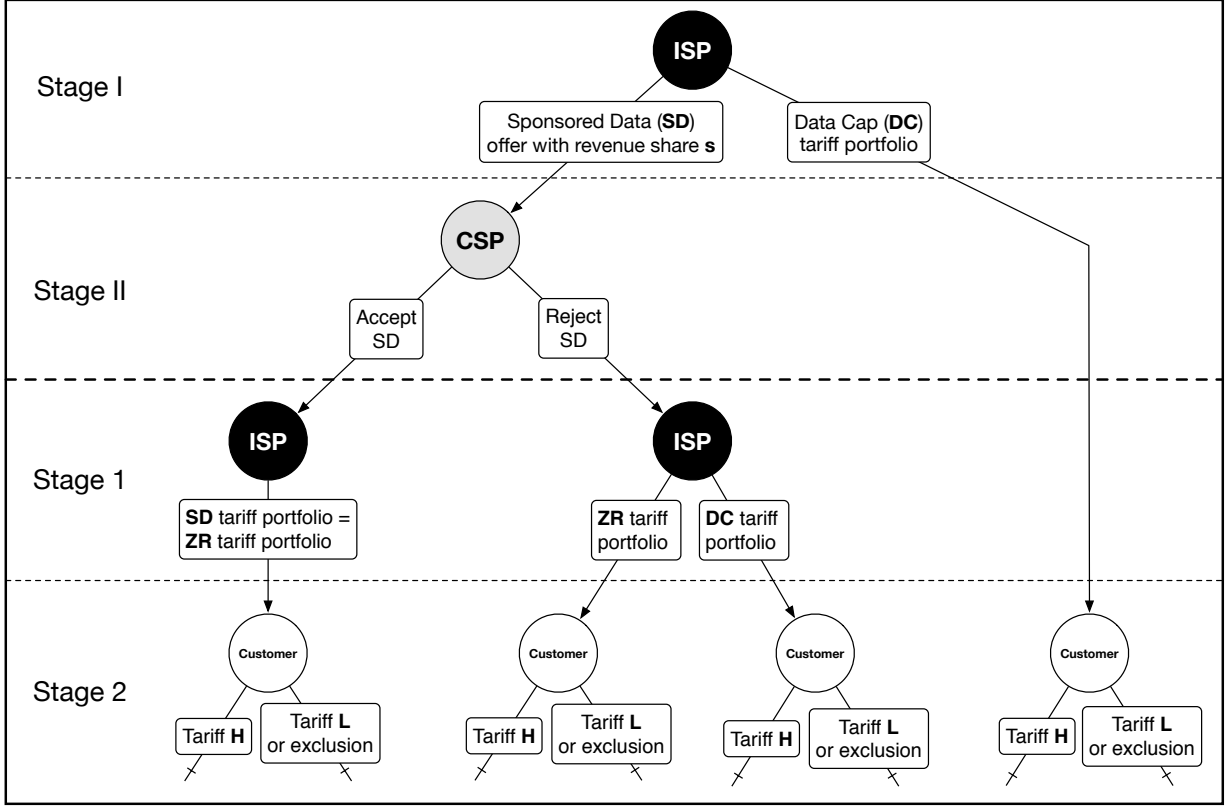 Stage I
ISP
Sponsored Data (SD)
offer with revenue share s
Data Cap (DC)
tariff portfolio
Stage II
CSP
Accept
SD
Reject
SD
Stage 1
ISP
ISP
SD tariff portfolio =
ZR tariff portfolio
ZR tariff
portfolio
DC tariff
portfolio
Stage 2
Customer
Customer
Customer
Customer
Tariff H
Tariff L
or exclusion
Tariff H
Tariff L
or exclusion
Tariff H
Tariff L
or exclusion
Tariff H
Tariff L
or exclusion